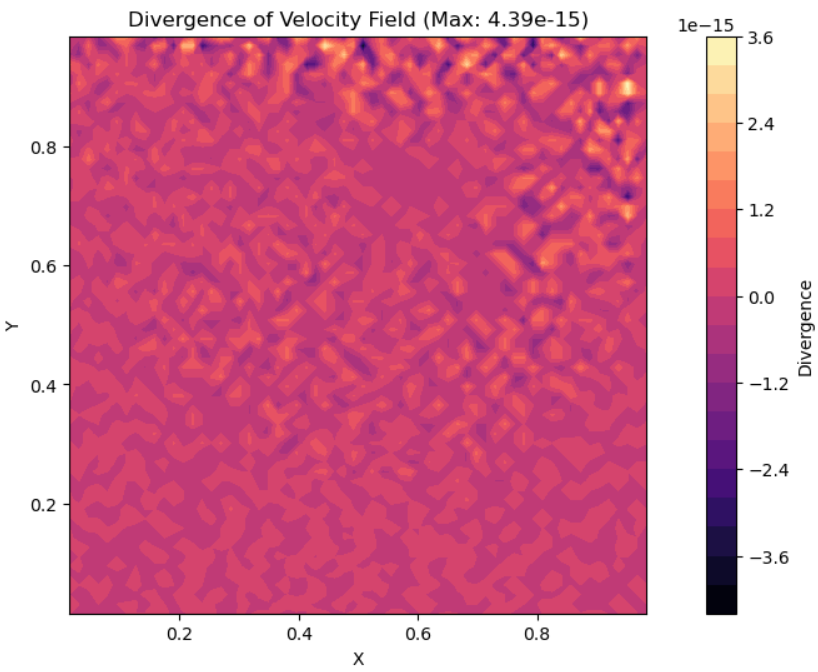 Divergence of Velocity Field (Max: 4.39e-15)
1e−15
3.6
2.4
1.2
0.0
−1.2
−2.4
−3.6
Divergence
0.8
0.6
0.4
0.2
Y
0.2 0.4 0.6 0.8
X